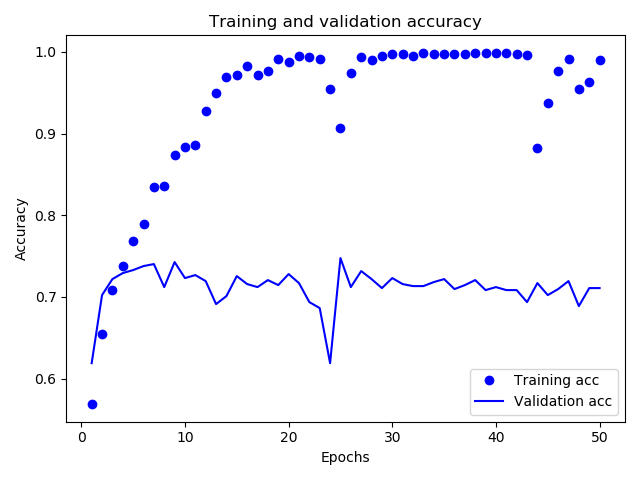 Training and validation accuracy
Accuracy
1.0
0.9
0.8
0.7
0.6
0
10
20
30
40
50
Epochs
Training acc
Validation acc